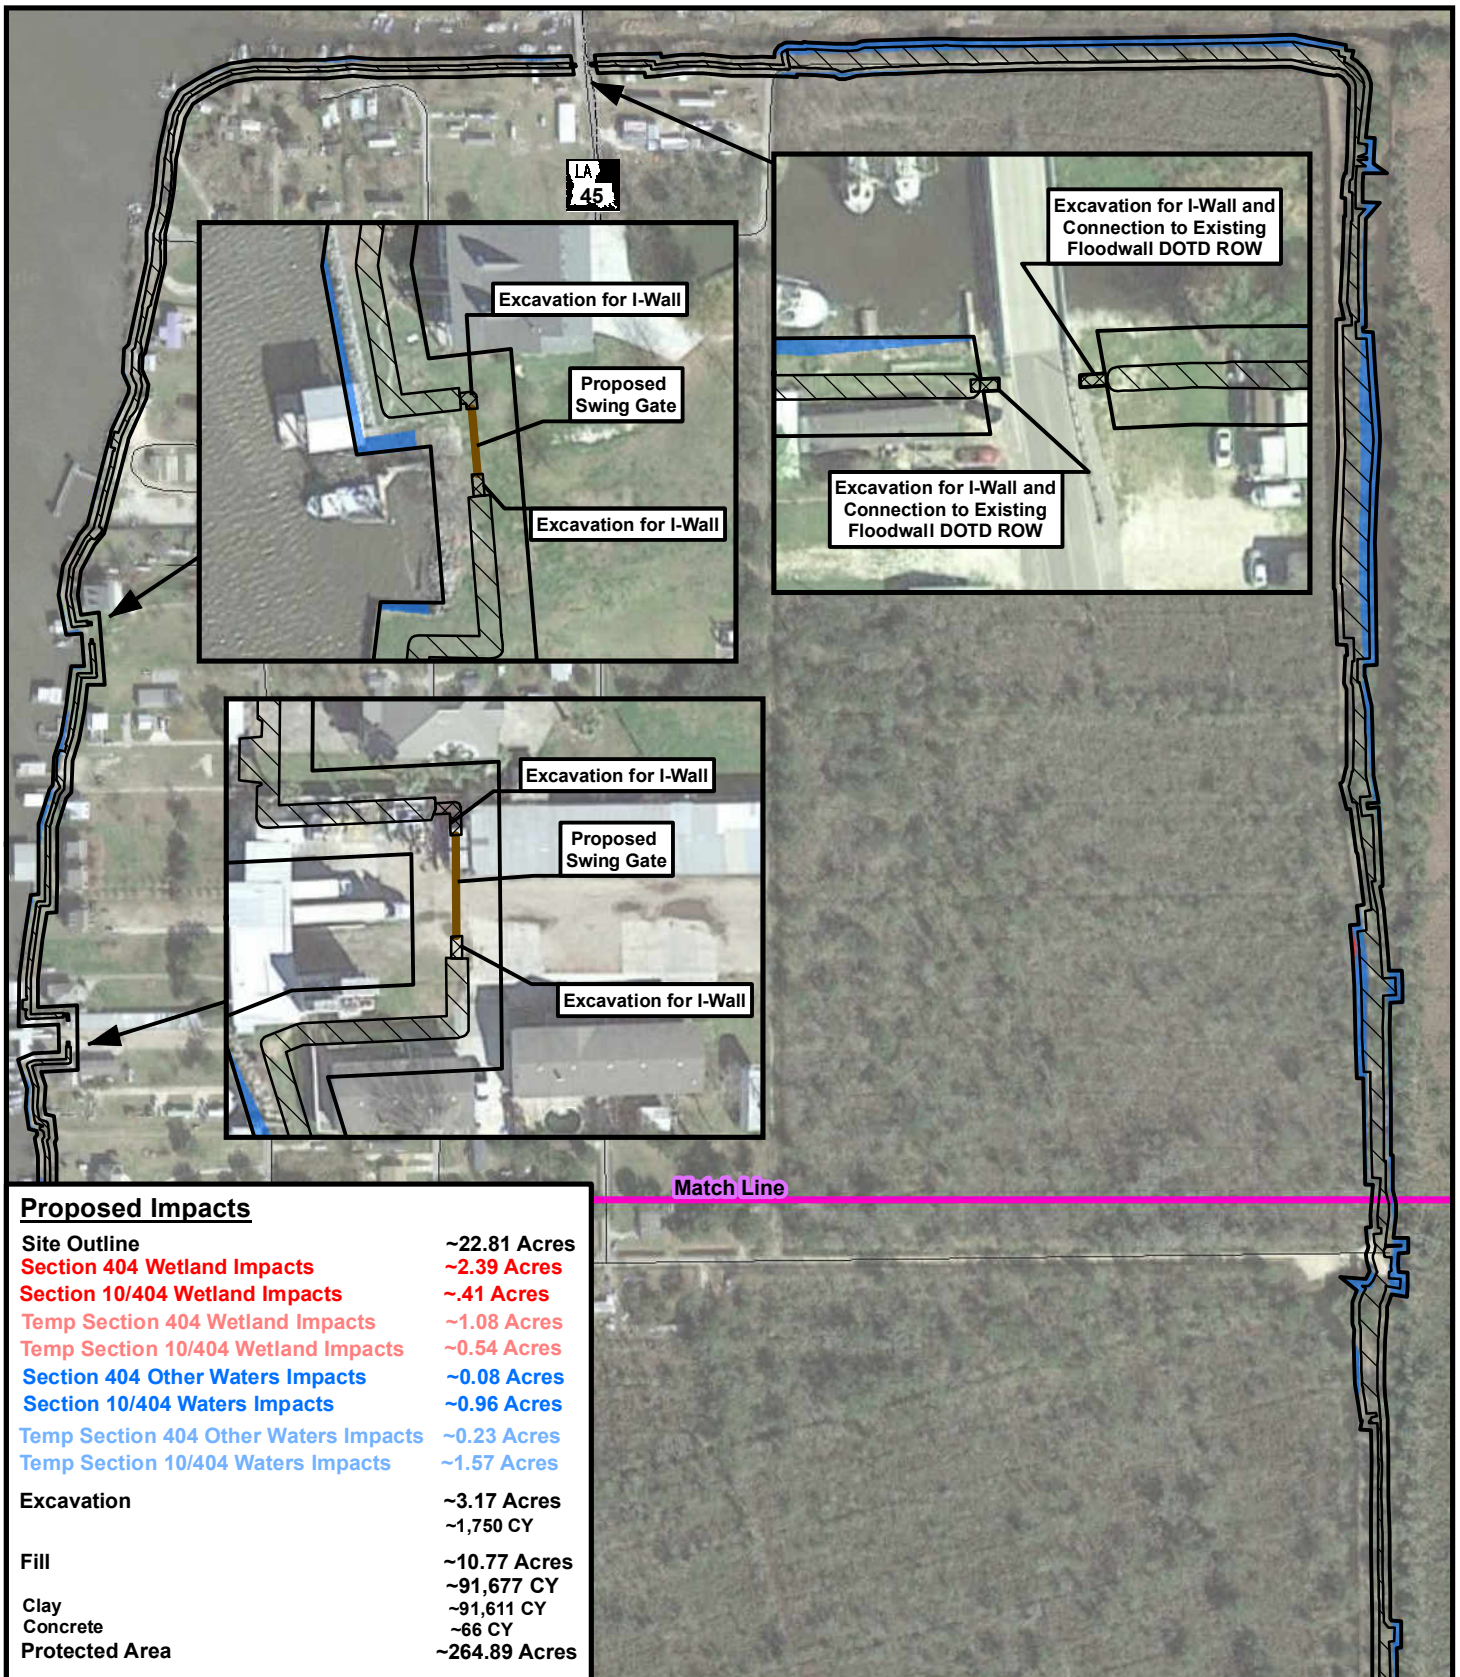 LA
45
Excavation for I-Wall and
Connection to Existing
Floodwall DOTD ROW
Excavation for I-Wall
Proposed
Swing Gate
Excavation for I-Wall
Excavation for I-Wall and
Connection to Existing
Floodwall DOTD ROW
Excavation for I-Wall
Proposed
Swing Gate
Excavation for I-Wall
Match Line
Proposed Impacts
Site Outline ~22.81 Acres
Section 404 Wetland Impacts ~2.39 Acres
Section 10/404 Wetland Impacts ~.41 Acres
Temp Section 404 Wetland Impacts ~1.08 Acres
Temp Section 10/404 Wetland Impacts ~0.54 Acres
Section 404 Other Waters Impacts ~0.08 Acres
Section 10/404 Waters Impacts ~0.96 Acres
Temp Section 404 Other Waters Impacts ~0.23 Acres
Temp Section 10/404 Waters Impacts ~1.57 Acres
Excavation ~3.17 Acres
~1,750 CY
Fill ~10.77 Acres
~91,677 CY
Clay ~91,611 CY
Concrete ~66 CY
Protected Area ~264.89 Acres